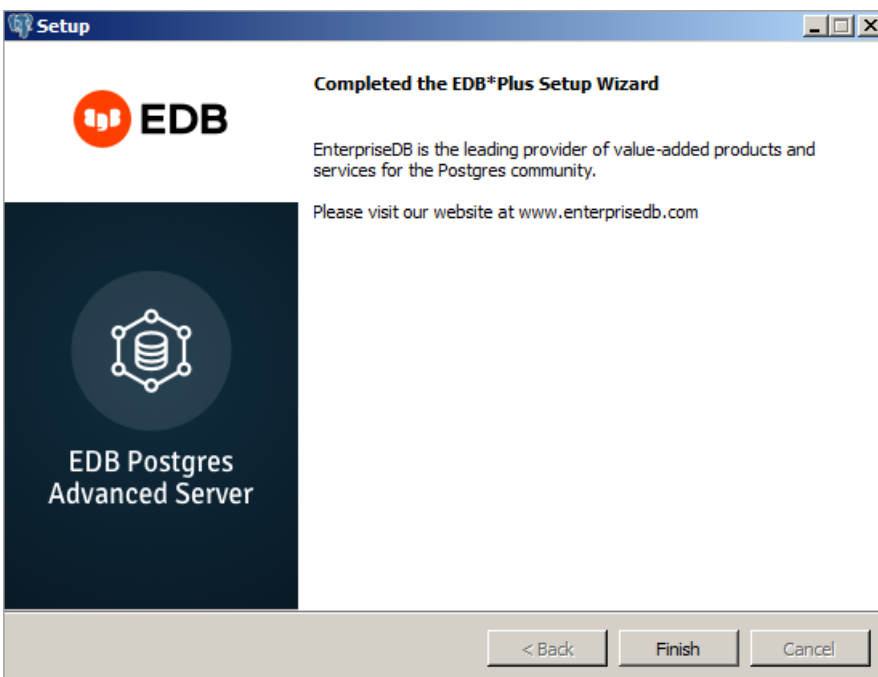 Setup
EDB
Completed the EDB*Plus Setup Wizard
EnterpriseDB is the leading provider of value-added products and
services for the Postgres community.
Please visit our website at www.enterprisedb.com
EDB Postgres
Advanced Server
< Back
Finish
Cancel